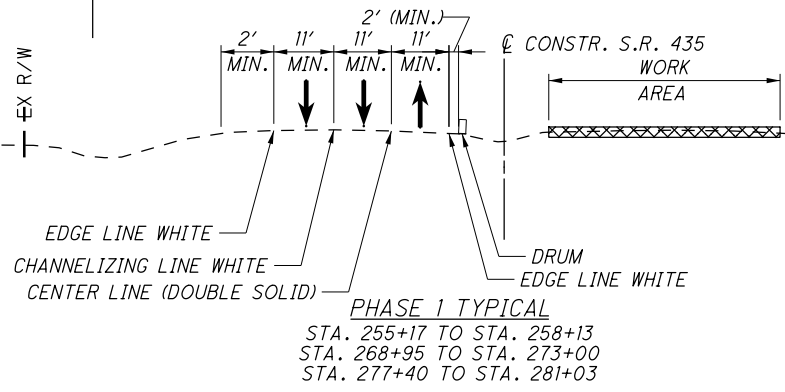 2' (MIN.)
2' 11' 11' 11'
MIN. MIN. MIN. MIN.
℄ CONSTR. S.R. 435
WORK
AREA
EX R/W
EDGE LINE WHITE
CHANNELIZING LINE WHITE
CENTER LINE (DOUBLE SOLID)
DRUM
EDGE LINE WHITE
PHASE 1 TYPICAL
STA. 255+17 TO STA. 258+13
STA. 268+95 TO STA. 273+00
STA. 277+40 TO STA. 281+03